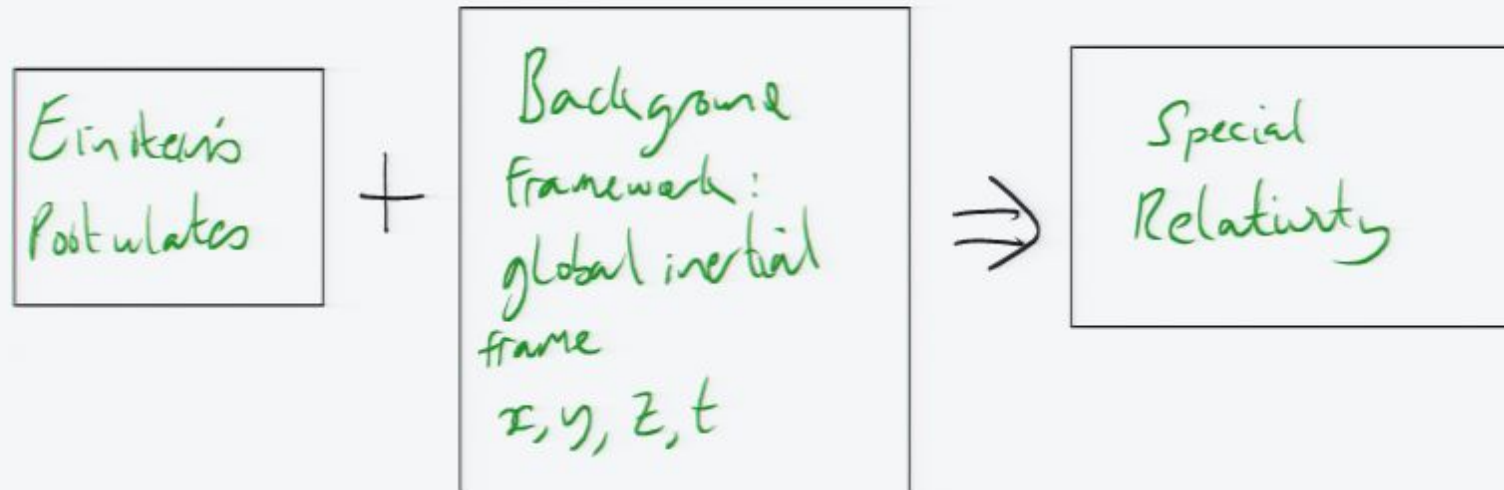 Einstein's
Postulates
+
Background
Framework:
global inertial
frame
x, y, z, t
⇒
Special
Relativity